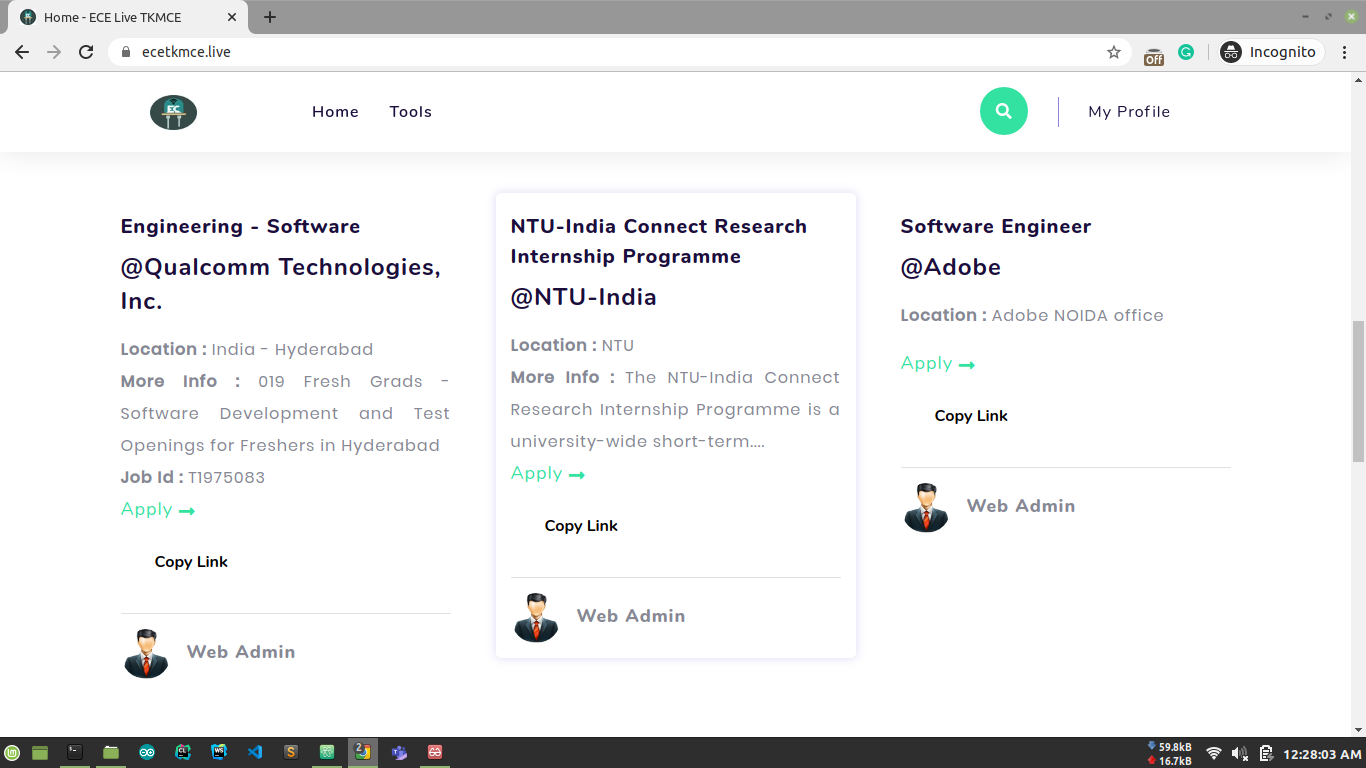 Home - ECE Live TKMCE
ecetkmce.live
Off
Incognito
EC
Home
Tools
My Profile
Engineering - Software
@Qualcomm Technologies,
Inc.
Location : India - Hyderabad
More Info : 019 Fresh Grads -
Software Development and Test
Openings for Freshers in Hyderabad
Job Id : T1975083
Apply
Copy Link
Web Admin
NTU-India Connect Research
Internship Programme
@NTU-India
Location : NTU
More Info : The NTU-India Connect
Research Internship Programme is a
university-wide short-term....
Apply
Copy Link
Web Admin
Software Engineer
@Adobe
Location : Adobe NOIDA office
Apply
Copy Link
Web Admin
CL
WS
S
2
59.8kB
16.7kB
12:28:03 AM